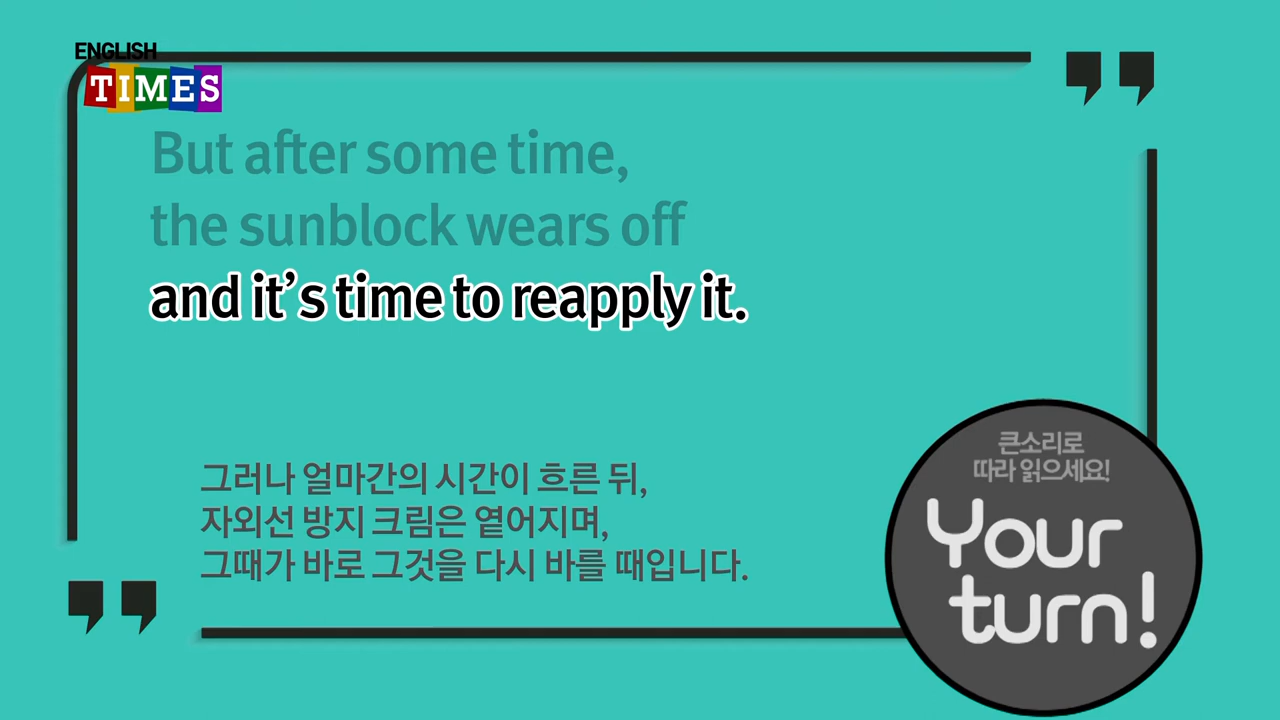 ENGLISH
TIMES
But after some time,
the sunblock wears off
and it’s time to reapply it.
그러나 얼마간의 시간이 흐른 뒤,
자외선 방지 크림은 옅어지며,
그때가 바로 그것을 다시 바를 때입니다.
큰소리로
따라 읽으세요!
Your
turn!